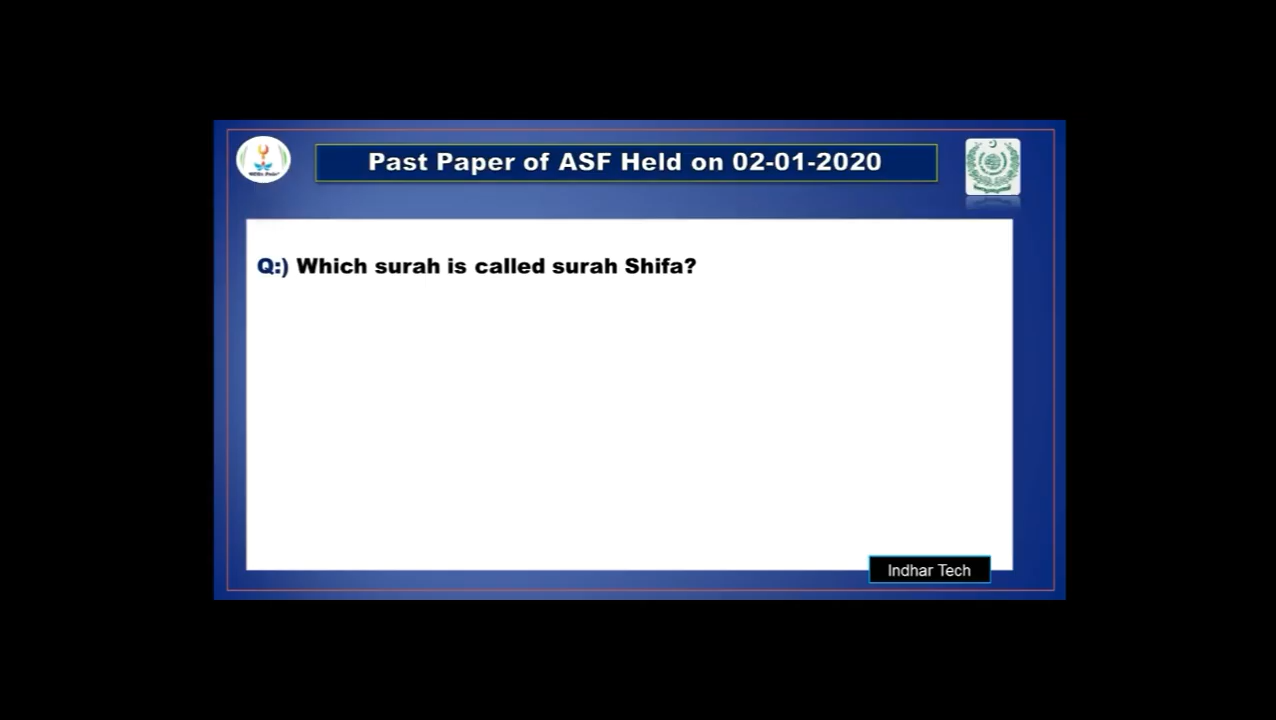 Past Paper of ASF Held on 02-01-2020
Q:) Which surah is called surah Shifa?
Indhar Tech